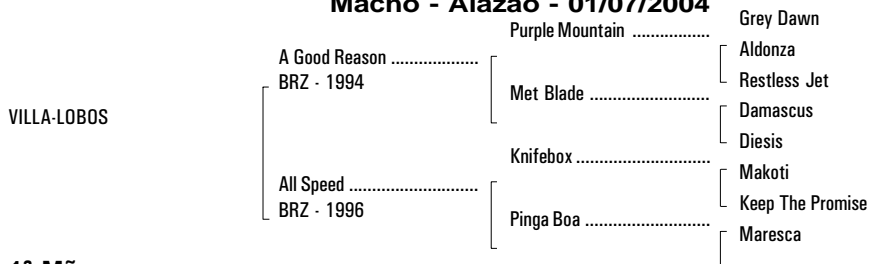 Macho - Alazão - 01/07/2004
Grey Dawn
Purple Mountain .................
Aldonza
A Good Reason ...................
BRZ - 1994
Restless Jet
Met Blade ..........................
Damascus
VILLA-LOBOS
Diesis
Knifebox .............................
Makoti
All Speed ............................
BRZ - 1996
Keep The Promise
Pinga Boa ...........................
Maresca